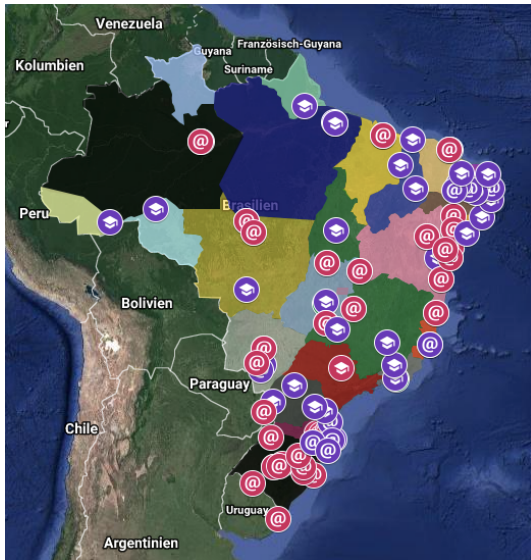 Venezuela
Kolumbien
Guyana
Französisch-Guyana
Suriname
Brasilien
Peru
Bolivien
Paraguay
Chile
Uruguay
Argentinien